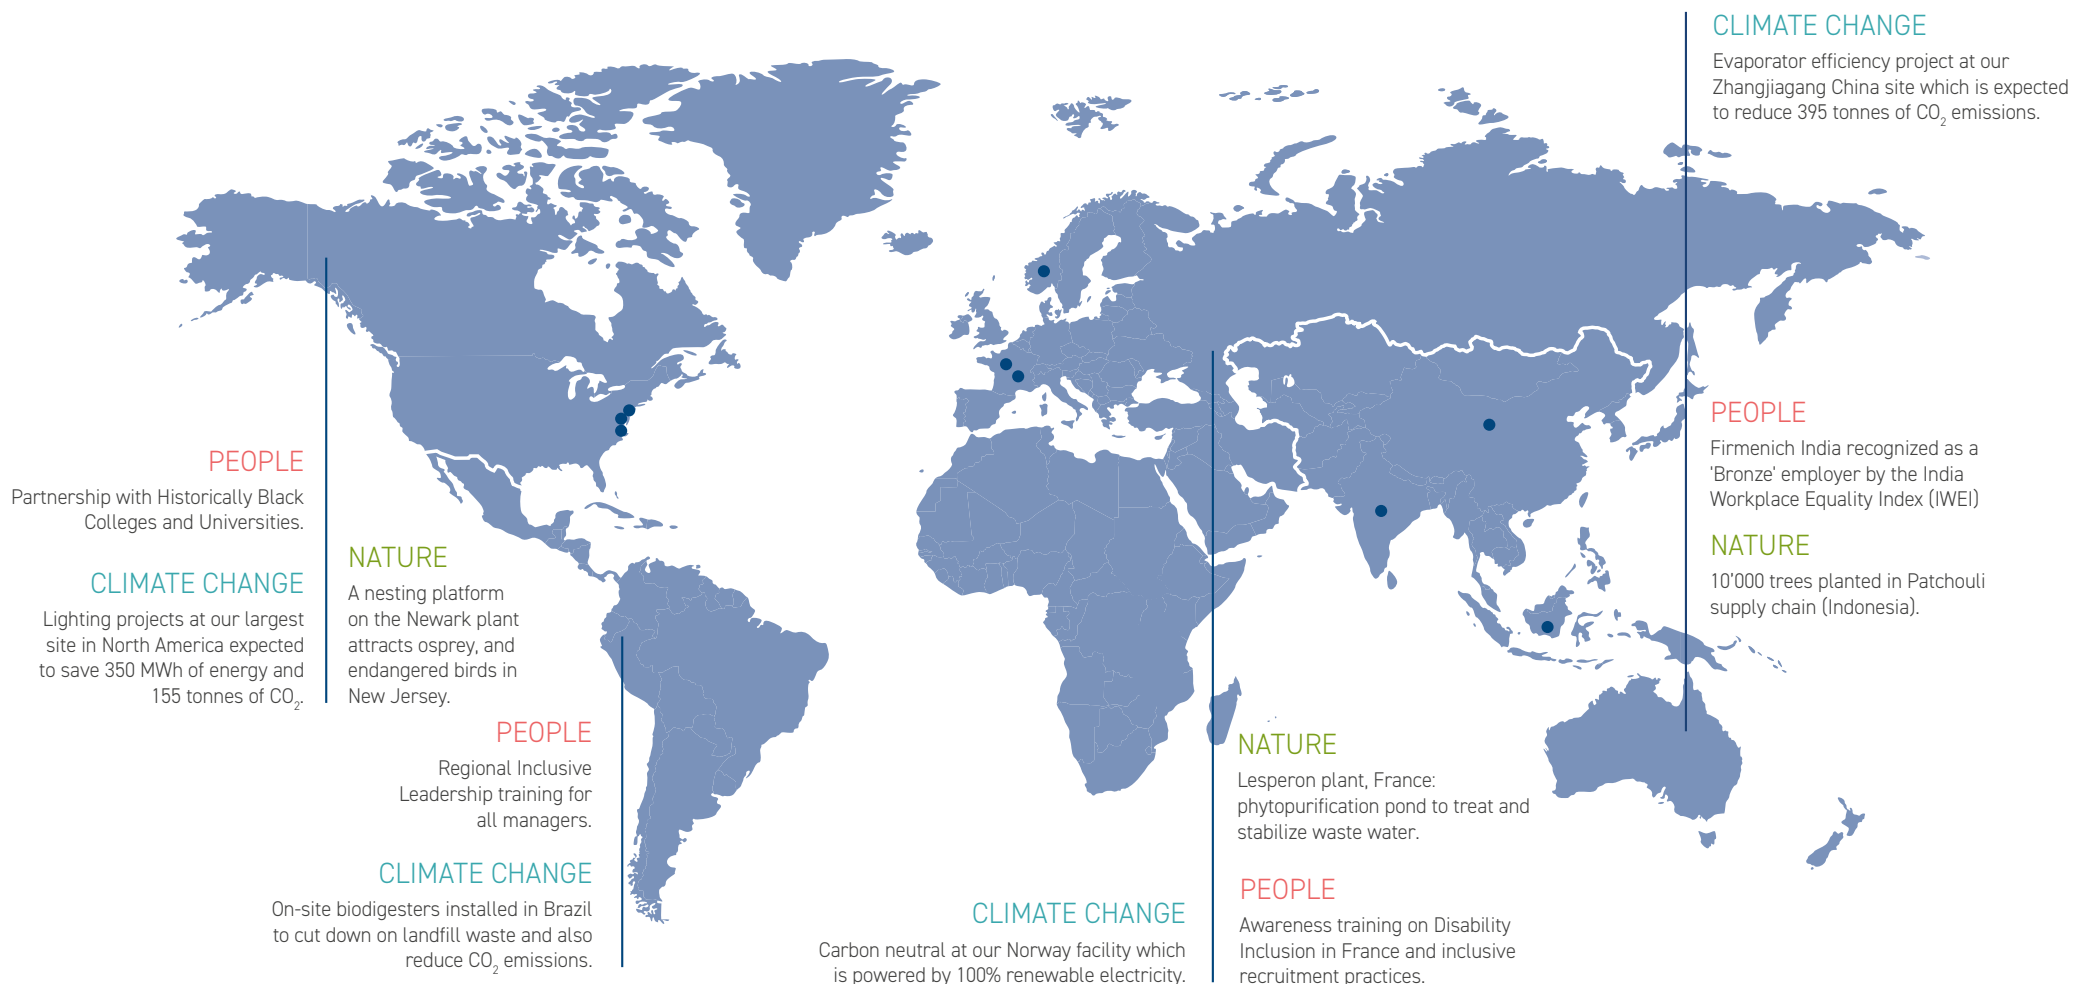 CLIMATE CHANGE
Evaporator efficiency project at our
Zhangjiagang China site which is expected
to reduce 395 tonnes of CO₂ emissions.
PEOPLE
Firmenich India recognized as a
'Bronze' employer by the India
Workplace Equality Index (IWEI)
NATURE
10'000 trees planted in Patchouli
supply chain (Indonesia).
PEOPLE
Partnership with Historically Black
Colleges and Universities.
CLIMATE CHANGE
Lighting projects at our largest
site in North America expected
to save 350 MWh of energy and
155 tonnes of CO₂.
NATURE
A nesting platform
on the Newark plant
attracts osprey, and
endangered birds in
New Jersey.
PEOPLE
Regional Inclusive
Leadership training for
all managers.
CLIMATE CHANGE
On-site biodigesters installed in Brazil
to cut down on landfill waste and also
reduce CO₂ emissions.
CLIMATE CHANGE
Carbon neutral at our Norway facility which
is powered by 100% renewable electricity.
NATURE
Lesperon plant, France:
phytopurification pond to treat and
stabilize waste water.
PEOPLE
Awareness training on Disability
Inclusion in France and inclusive
recruitment practices.